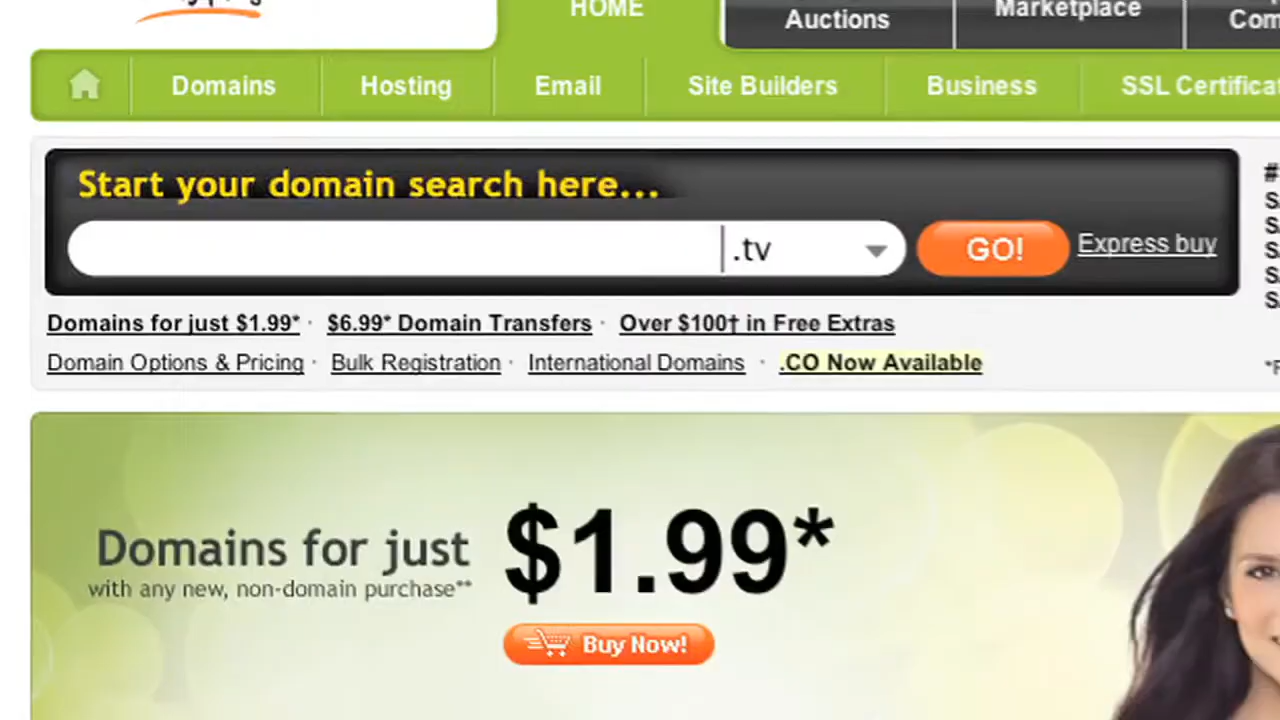 HOME
Auctions
Marketplace
Domains
Hosting
Email
Site Builders
Business
SSL Certifica
Start your domain search here...
.tv
GO!
Express buy
Domains for just $1.99* · $6.99* Domain Transfers · Over $100† in Free Extras
Domain Options & Pricing · Bulk Registration · International Domains · .CO Now Available
Domains for just $1.99*
with any new, non-domain purchase**
Buy Now!